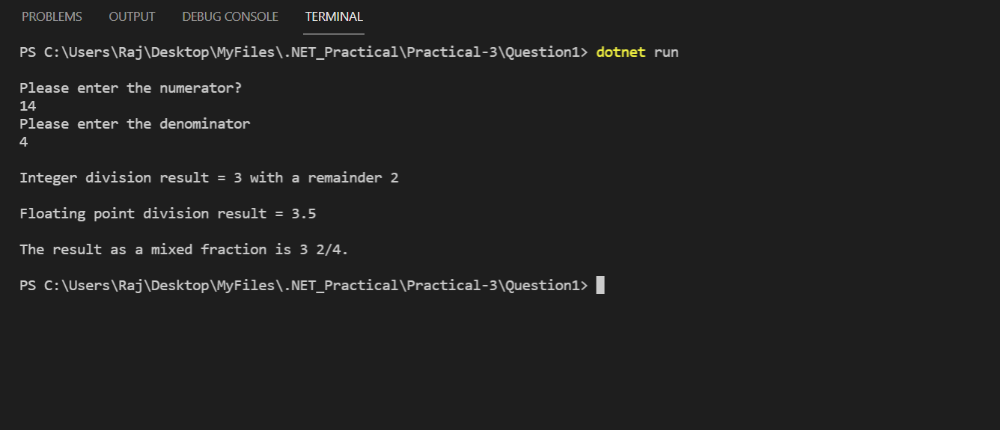 PROBLEMS OUTPUT DEBUG CONSOLE TERMINAL
PS C:\Users\Raj\Desktop\MyFiles\.NET_Practical\Practical-3\Question1> dotnet run
Please enter the numerator?
14
Please enter the denominator
4
Integer division result = 3 with a remainder 2
Floating point division result = 3.5
The result as a mixed fraction is 3 2/4.
PS C:\Users\Raj\Desktop\MyFiles\.NET_Practical\Practical-3\Question1>